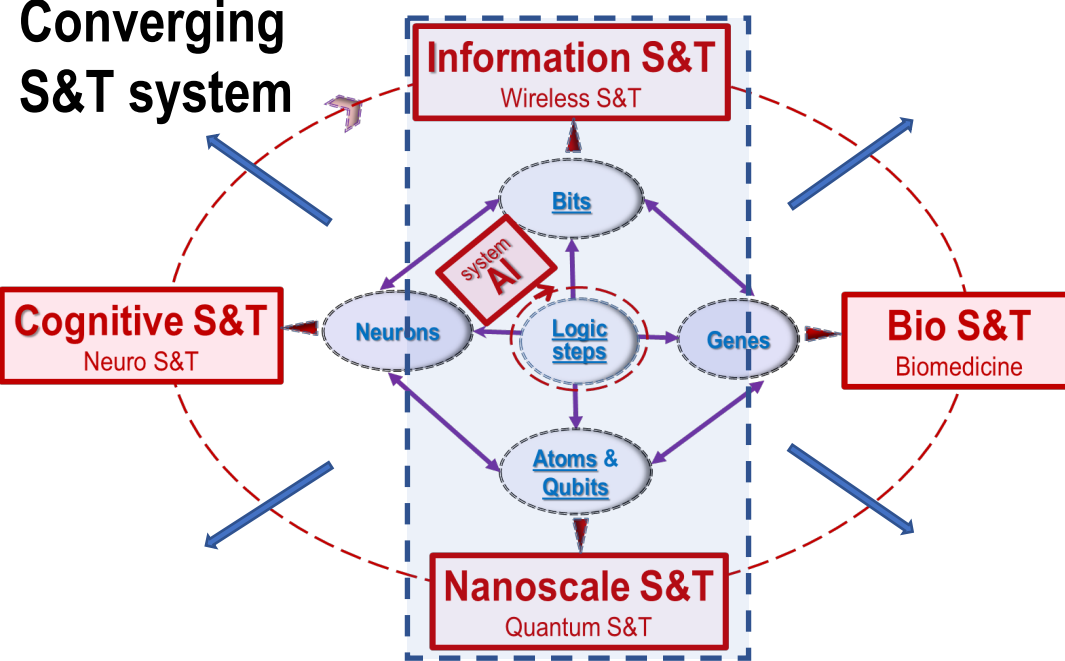 Converging
S&T system
Information S&T
Wireless S&T
Bits
system
AI
Cognitive S&T
Neuro S&T
Neurons
Logic
steps
Genes
Bio S&T
Biomedicine
Atoms &
Qubits
Nanoscale S&T
Quantum S&T